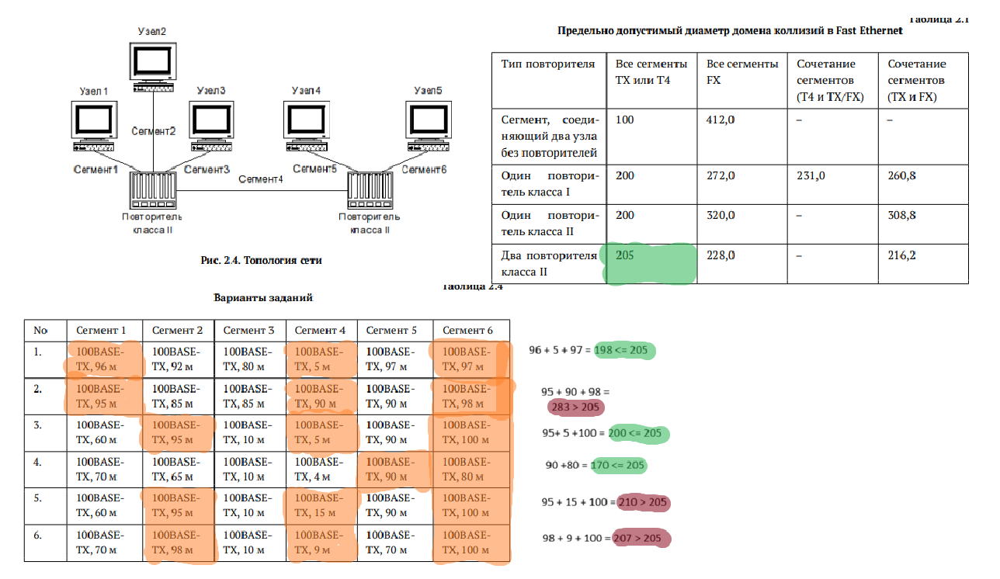 Узел2
Узел1
Узел3
Узел4
Узел5
Сегмент2
Сегмент1
Сегмент3
Сегмент5
Сегмент6
Сегмент4
Повторитель
класса II
Повторитель
класса II
Рис. 2.4. Топология сети
Таблица 2.1
Предельно допустимый диаметр домена коллизий в Fast Ethernet
Тип повторителя
Все сегменты
TX или T4
Все сегменты
FX
Сочетание
сегментов
(T4 и TX/FX)
Сочетание
сегментов
(TX и FX)
Сегмент, соеди-
няющий два узла
без повторителей
100
412,0
–
–
Один повтори-
тель класса I
200
272,0
231,0
260,8
Один повтори-
тель класса II
200
320,0
–
308,8
Два повторителя
класса II
205
228,0
–
216,2
Таблица 2.4
Варианты заданий
No
Сегмент 1
Сегмент 2
Сегмент 3
Сегмент 4
Сегмент 5
Сегмент 6
1.
100BASE-
TX, 96 м
100BASE-
TX, 92 м
100BASE-
TX, 80 м
100BASE-
TX, 5 м
100BASE-
TX, 97 м
100BASE-
TX, 97 м
96 + 5 + 97 = 198 <= 205
2.
100BASE-
TX, 95 м
100BASE-
TX, 85 м
100BASE-
TX, 85 м
100BASE-
TX, 90 м
100BASE-
TX, 90 м
100BASE-
TX, 98 м
95 + 90 + 98 =
283 > 205
3.
100BASE-
TX, 60 м
100BASE-
TX, 95 м
100BASE-
TX, 10 м
100BASE-
TX, 5 м
100BASE-
TX, 90 м
100BASE-
TX, 100 м
95+ 5 +100 = 200 <= 205
4.
100BASE-
TX, 70 м
100BASE-
TX, 65 м
100BASE-
TX, 10 м
100BASE-
TX, 4 м
100BASE-
TX, 90 м
100BASE-
TX, 80 м
90 +80 = 170 <= 205
5.
100BASE-
TX, 60 м
100BASE-
TX, 95 м
100BASE-
TX, 10 м
100BASE-
TX, 15 м
100BASE-
TX, 90 м
100BASE-
TX, 100 м
95 + 15 + 100 = 210 > 205
6.
100BASE-
TX, 70 м
100BASE-
TX, 98 м
100BASE-
TX, 10 м
100BASE-
TX, 9 м
100BASE-
TX, 70 м
100BASE-
TX, 100 м
98 + 9 + 100 = 207 > 205